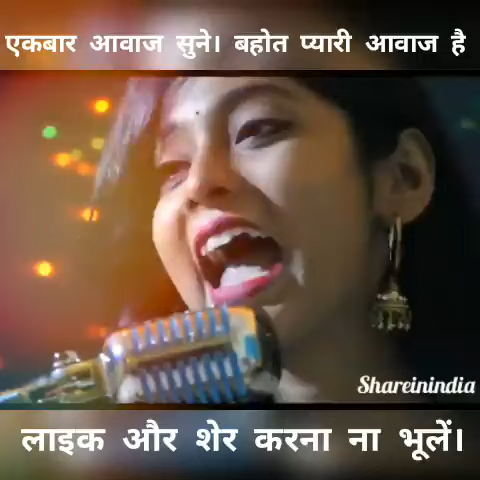 एकबार आवाज सुने। बहोत प्यारी आवाज है
Shareinindia
लाइक और शेर करना ना भूलें।